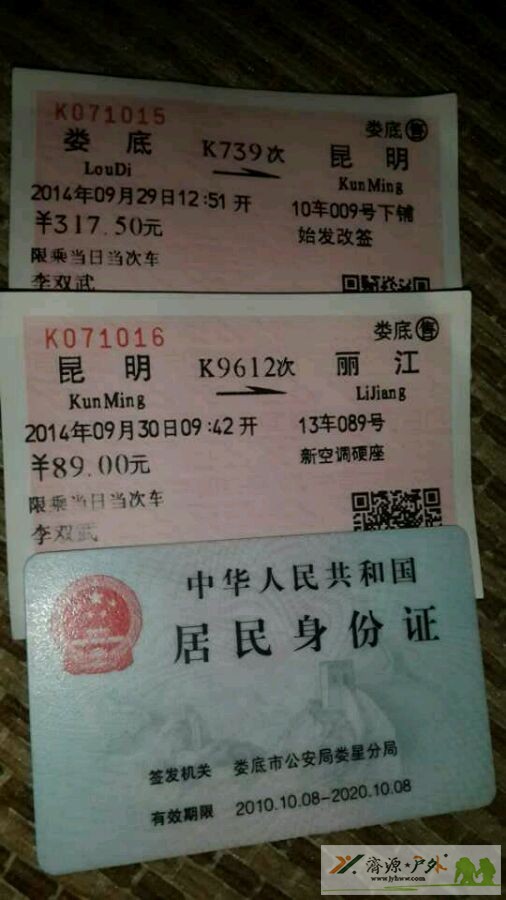 K071015
娄底售
娄底 K739次 昆明
LouDi KunMing
2014年09月29日12:51开 10车009号下铺
¥317.50元 始发改签
限乘当日当次车
李双武
K071016
娄底售
昆明 K9612次 丽江
KunMing LiJiang
2014年09月30日09:42开 13车089号
¥89.00元 新空调硬座
限乘当日当次车
李双武
中华人民共和国
居民身份证
签发机关 娄底市公安局娄星分局
有效期限 2010.10.08-2020.10.08
济源·户外
www.jyhww.com